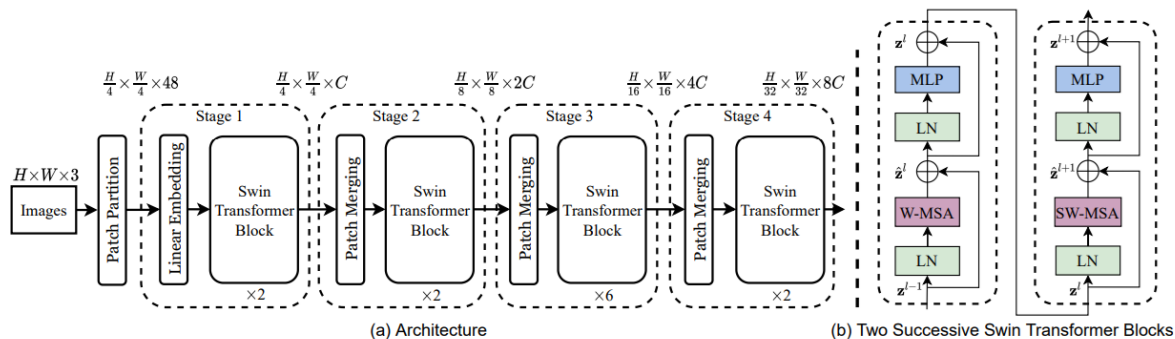 H×W×3
Images
Patch Partition
H/4 × W/4 × 48
Stage 1
Linear Embedding
Swin
Transformer
Block
×2
H/4 × W/4 × C
Stage 2
Patch Merging
Swin
Transformer
Block
×2
H/8 × W/8 × 2C
Stage 3
Patch Merging
Swin
Transformer
Block
×6
H/16 × W/16 × 4C
Stage 4
Patch Merging
Swin
Transformer
Block
×2
H/32 × W/32 × 8C
(a) Architecture
z^l
MLP
LN
ẑ^l
W-MSA
LN
z^{l-1}
z^{l+1}
MLP
LN
ẑ^{l+1}
SW-MSA
LN
z^l
(b) Two Successive Swin Transformer Blocks